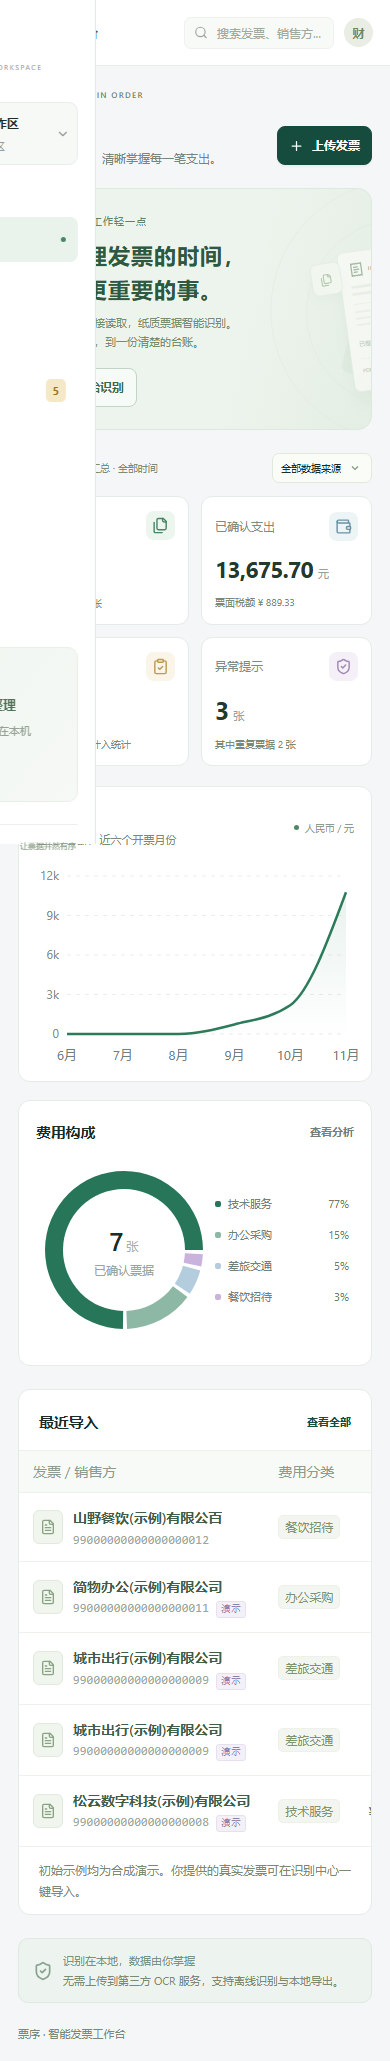 ORKSPACE
搜索发票、销售方...
财
作区
区
IN ORDER
清晰掌握每一笔支出。
上传发票
工作轻一点
理发票的时间，
更重要的事。
接读取，纸质票据智能识别。
，到一份清楚的台账。
5
识别
汇总 · 全部时间
全部数据来源
张
已确认支出
13,675.70 元
票面税额 ¥ 889.33
计入统计
异常提示
3 张
其中重复票据 2 张
整理
在本机
让票据井然有序
近六个开票月份
人民币 / 元
12k
9k
6k
3k
0
6月 7月 8月 9月 10月 11月
费用构成
查看分析
7 张
已确认票据
技术服务 77%
办公采购 15%
差旅交通 5%
餐饮招待 3%
最近导入
查看全部
发票 / 销售方 费用分类
山野餐饮(示例)有限公百
99000000000000000012
餐饮招待
简物办公(示例)有限公司
99000000000000000011 演示
办公采购
城市出行(示例)有限公司
99000000000000000009 演示
差旅交通
城市出行(示例)有限公司
99000000000000000009 演示
差旅交通
松云数字科技(示例)有限公司
99000000000000000008 演示
技术服务
初始示例均为合成演示。你提供的真实发票可在识别中心一
键导入。
识别在本地，数据由你掌握
无需上传到第三方 OCR 服务，支持离线识别与本地导出。
票序 · 智能发票工作台